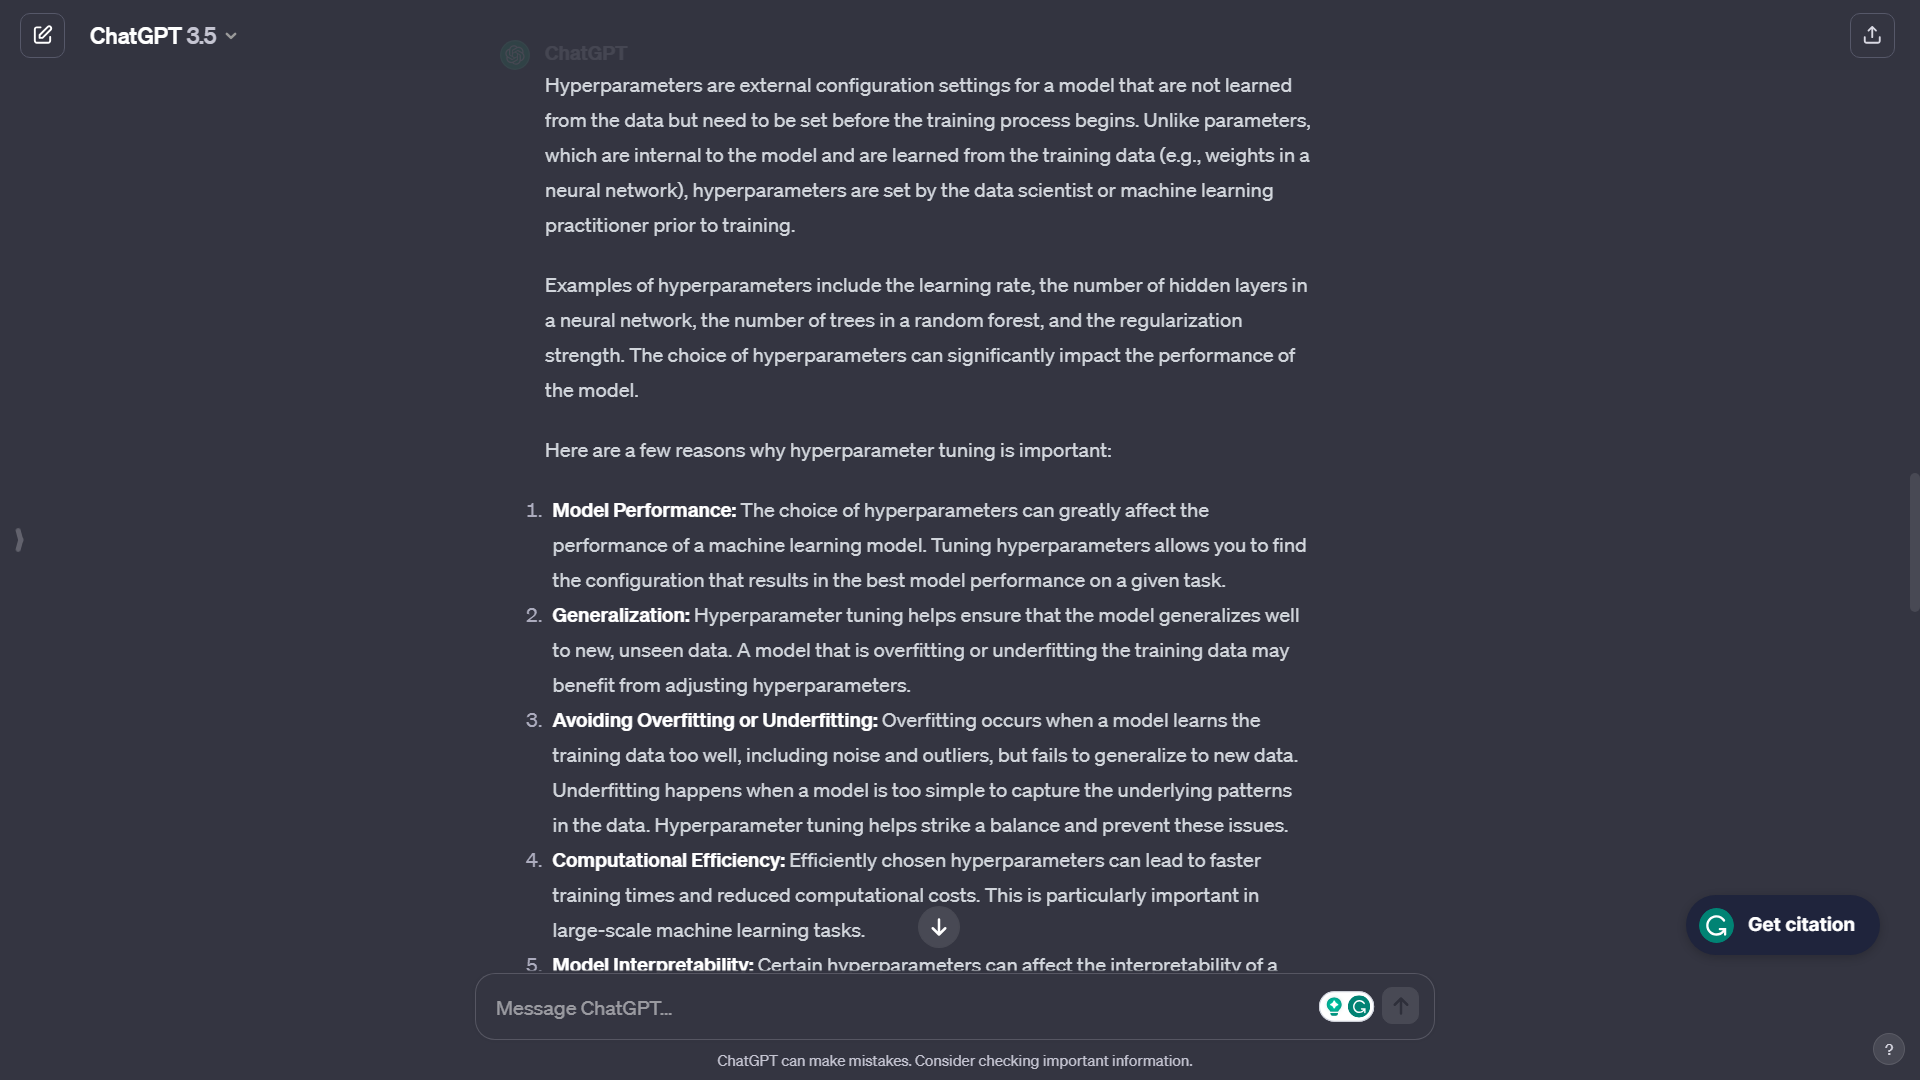 ChatGPT 3.5
ChatGPT
Hyperparameters are external configuration settings for a model that are not learned
from the data but need to be set before the training process begins. Unlike parameters,
which are internal to the model and are learned from the training data (e.g., weights in a
neural network), hyperparameters are set by the data scientist or machine learning
practitioner prior to training.
Examples of hyperparameters include the learning rate, the number of hidden layers in
a neural network, the number of trees in a random forest, and the regularization
strength. The choice of hyperparameters can significantly impact the performance of
the model.
Here are a few reasons why hyperparameter tuning is important:
1. Model Performance: The choice of hyperparameters can greatly affect the
performance of a machine learning model. Tuning hyperparameters allows you to find
the configuration that results in the best model performance on a given task.
2. Generalization: Hyperparameter tuning helps ensure that the model generalizes well
to new, unseen data. A model that is overfitting or underfitting the training data may
benefit from adjusting hyperparameters.
3. Avoiding Overfitting or Underfitting: Overfitting occurs when a model learns the
training data too well, including noise and outliers, but fails to generalize to new data.
Underfitting happens when a model is too simple to capture the underlying patterns
in the data. Hyperparameter tuning helps strike a balance and prevent these issues.
4. Computational Efficiency: Efficiently chosen hyperparameters can lead to faster
training times and reduced computational costs. This is particularly important in
large-scale machine learning tasks.
5. Model Interpretability: Certain hyperparameters can affect the interpretability of a
Get citation
Message ChatGPT...
ChatGPT can make mistakes. Consider checking important information.
?